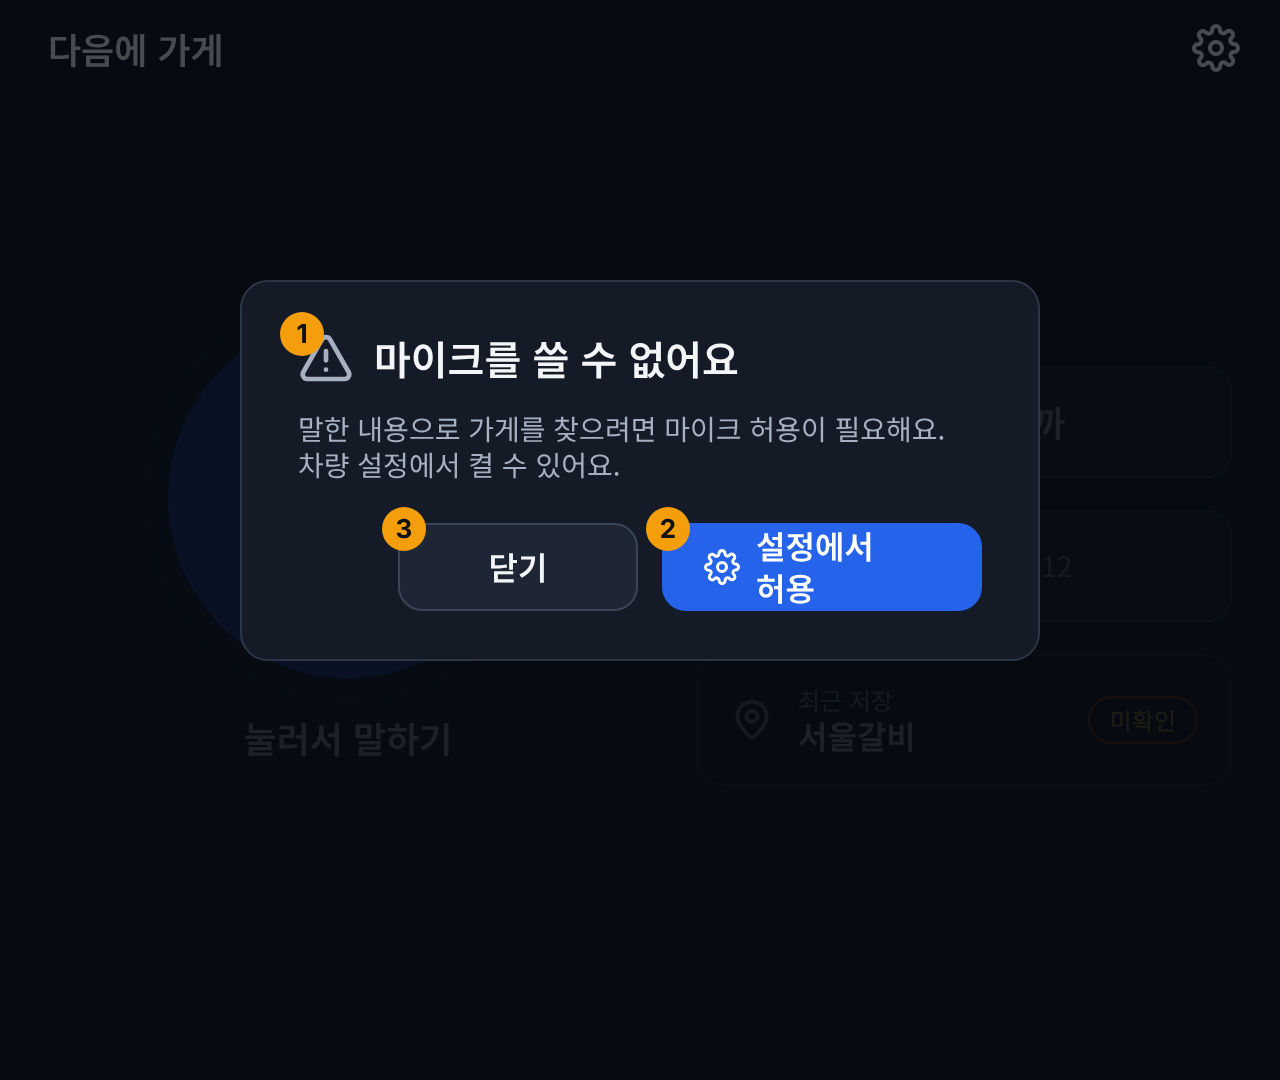 다음에 가게
1
마이크를 쓸 수 없어요
말한 내용으로 가게를 찾으려면 마이크 허용이 필요해요.
차량 설정에서 켤 수 있어요.
3
닫기
2
설정에서
허용
까
12
눌러서 말하기
최근 저장
서울갈비
미확인